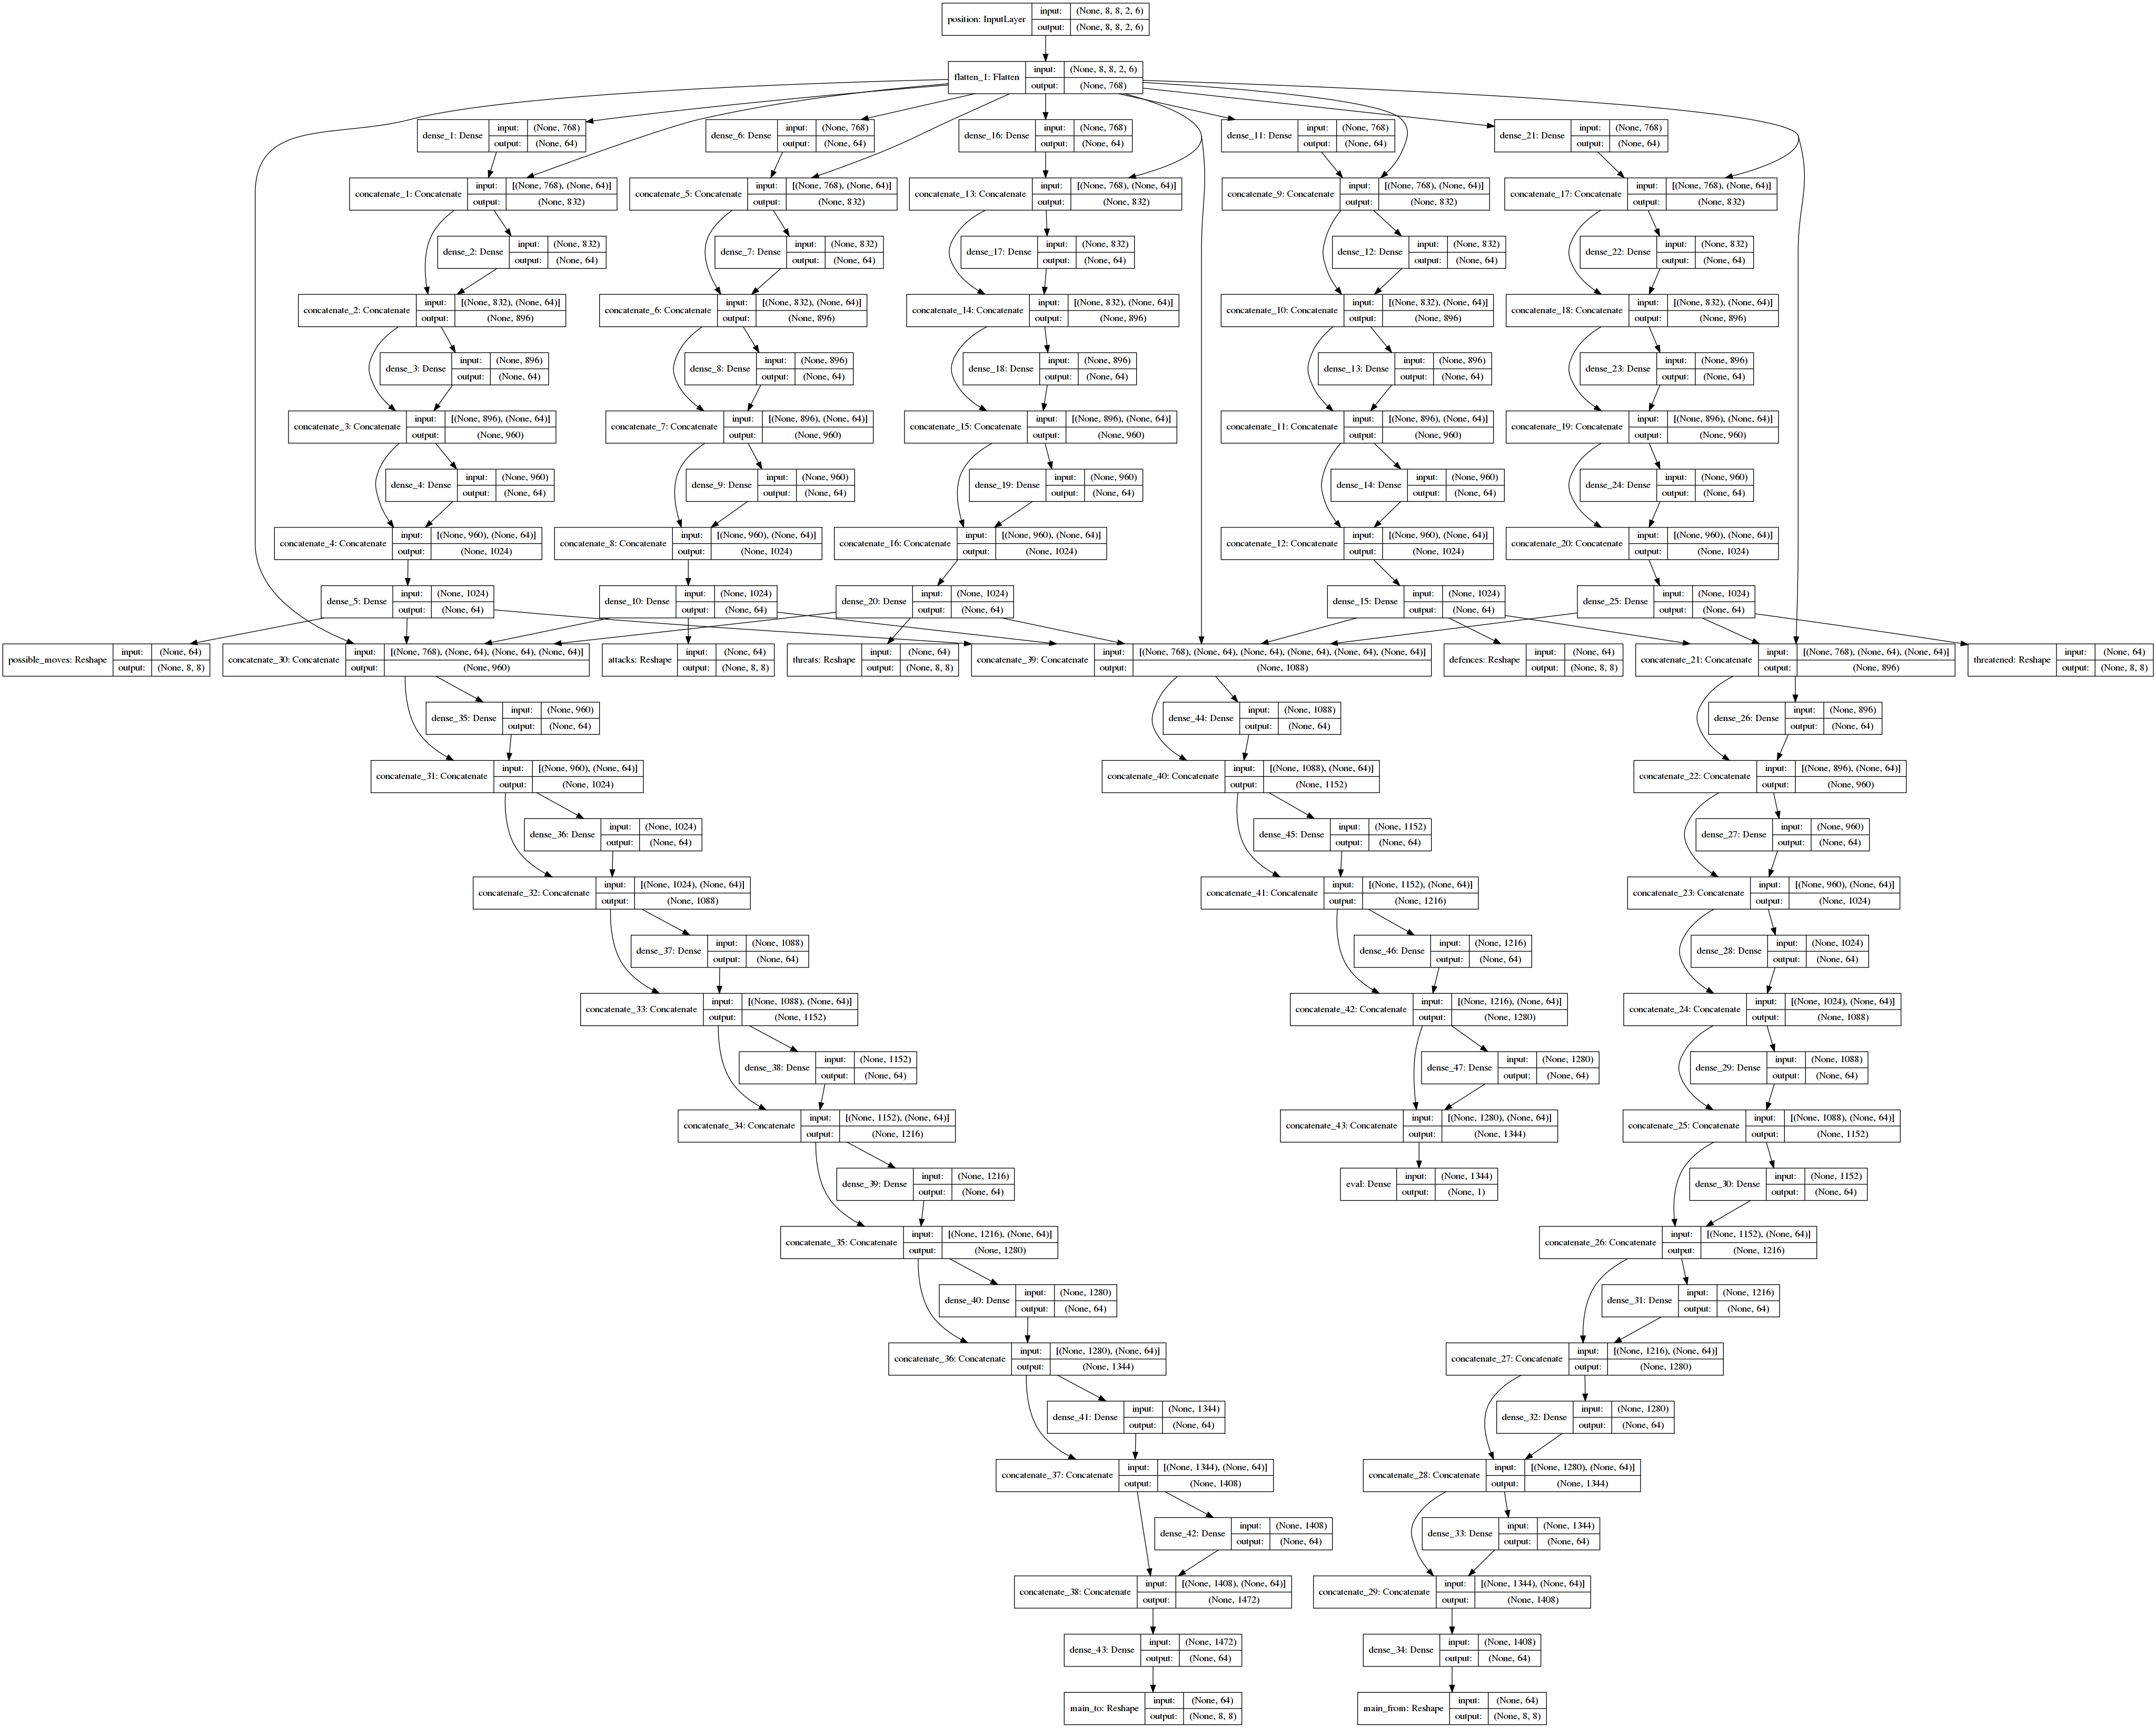 position: InputLayer input: (None, 8, 8, 2, 6)
output: (None, 8, 8, 2, 6)
flatten_1: Flatten input: (None, 8, 8, 2, 6)
output: (None, 768)
dense_1: Dense input: (None, 768)
output: (None, 64)
dense_6: Dense input: (None, 768)
output: (None, 64)
dense_16: Dense input: (None, 768)
output: (None, 64)
dense_11: Dense input: (None, 768)
output: (None, 64)
dense_21: Dense input: (None, 768)
output: (None, 64)
concatenate_1: Concatenate input: [(None, 768), (None, 64)]
output: (None, 832)
concatenate_5: Concatenate input: [(None, 768), (None, 64)]
output: (None, 832)
concatenate_13: Concatenate input: [(None, 768), (None, 64)]
output: (None, 832)
concatenate_9: Concatenate input: [(None, 768), (None, 64)]
output: (None, 832)
concatenate_17: Concatenate input: [(None, 768), (None, 64)]
output: (None, 832)
dense_2: Dense input: (None, 832)
output: (None, 64)
dense_7: Dense input: (None, 832)
output: (None, 64)
dense_17: Dense input: (None, 832)
output: (None, 64)
dense_12: Dense input: (None, 832)
output: (None, 64)
dense_22: Dense input: (None, 832)
output: (None, 64)
concatenate_2: Concatenate input: [(None, 832), (None, 64)]
output: (None, 896)
concatenate_6: Concatenate input: [(None, 832), (None, 64)]
output: (None, 896)
concatenate_14: Concatenate input: [(None, 832), (None, 64)]
output: (None, 896)
concatenate_10: Concatenate input: [(None, 832), (None, 64)]
output: (None, 896)
concatenate_18: Concatenate input: [(None, 832), (None, 64)]
output: (None, 896)
dense_3: Dense input: (None, 896)
output: (None, 64)
dense_8: Dense input: (None, 896)
output: (None, 64)
dense_18: Dense input: (None, 896)
output: (None, 64)
dense_13: Dense input: (None, 896)
output: (None, 64)
dense_23: Dense input: (None, 896)
output: (None, 64)
concatenate_3: Concatenate input: [(None, 896), (None, 64)]
output: (None, 960)
concatenate_7: Concatenate input: [(None, 896), (None, 64)]
output: (None, 960)
concatenate_15: Concatenate input: [(None, 896), (None, 64)]
output: (None, 960)
concatenate_11: Concatenate input: [(None, 896), (None, 64)]
output: (None, 960)
concatenate_19: Concatenate input: [(None, 896), (None, 64)]
output: (None, 960)
dense_4: Dense input: (None, 960)
output: (None, 64)
dense_9: Dense input: (None, 960)
output: (None, 64)
dense_19: Dense input: (None, 960)
output: (None, 64)
dense_14: Dense input: (None, 960)
output: (None, 64)
dense_24: Dense input: (None, 960)
output: (None, 64)
concatenate_4: Concatenate input: [(None, 960), (None, 64)]
output: (None, 1024)
concatenate_8: Concatenate input: [(None, 960), (None, 64)]
output: (None, 1024)
concatenate_16: Concatenate input: [(None, 960), (None, 64)]
output: (None, 1024)
concatenate_12: Concatenate input: [(None, 960), (None, 64)]
output: (None, 1024)
concatenate_20: Concatenate input: [(None, 960), (None, 64)]
output: (None, 1024)
dense_5: Dense input: (None, 1024)
output: (None, 64)
dense_10: Dense input: (None, 1024)
output: (None, 64)
dense_20: Dense input: (None, 1024)
output: (None, 64)
dense_15: Dense input: (None, 1024)
output: (None, 64)
dense_25: Dense input: (None, 1024)
output: (None, 64)
possible_moves: Reshape input: (None, 64)
output: (None, 8, 8)
concatenate_30: Concatenate input: [(None, 768), (None, 64), (None, 64), (None, 64)]
output: (None, 960)
attacks: Reshape input: (None, 64)
output: (None, 8, 8)
threats: Reshape input: (None, 64)
output: (None, 8, 8)
concatenate_39: Concatenate input: [(None, 768), (None, 64), (None, 64), (None, 64), (None, 64), (None, 64)]
output: (None, 1088)
defences: Reshape input: (None, 64)
output: (None, 8, 8)
concatenate_21: Concatenate input: [(None, 768), (None, 64), (None, 64)]
output: (None, 896)
threatened: Reshape input: (None, 64)
output: (None, 8, 8)
dense_35: Dense input: (None, 960)
output: (None, 64)
dense_44: Dense input: (None, 1088)
output: (None, 64)
dense_26: Dense input: (None, 896)
output: (None, 64)
concatenate_31: Concatenate input: [(None, 960), (None, 64)]
output: (None, 1024)
concatenate_40: Concatenate input: [(None, 1088), (None, 64)]
output: (None, 1152)
concatenate_22: Concatenate input: [(None, 896), (None, 64)]
output: (None, 960)
dense_36: Dense input: (None, 1024)
output: (None, 64)
dense_45: Dense input: (None, 1152)
output: (None, 64)
dense_27: Dense input: (None, 960)
output: (None, 64)
concatenate_32: Concatenate input: [(None, 1024), (None, 64)]
output: (None, 1088)
concatenate_41: Concatenate input: [(None, 1152), (None, 64)]
output: (None, 1216)
concatenate_23: Concatenate input: [(None, 960), (None, 64)]
output: (None, 1024)
dense_37: Dense input: (None, 1088)
output: (None, 64)
dense_46: Dense input: (None, 1216)
output: (None, 64)
dense_28: Dense input: (None, 1024)
output: (None, 64)
concatenate_33: Concatenate input: [(None, 1088), (None, 64)]
output: (None, 1152)
concatenate_42: Concatenate input: [(None, 1216), (None, 64)]
output: (None, 1280)
concatenate_24: Concatenate input: [(None, 1024), (None, 64)]
output: (None, 1088)
dense_38: Dense input: (None, 1152)
output: (None, 64)
dense_47: Dense input: (None, 1280)
output: (None, 64)
dense_29: Dense input: (None, 1088)
output: (None, 64)
concatenate_34: Concatenate input: [(None, 1152), (None, 64)]
output: (None, 1216)
concatenate_43: Concatenate input: [(None, 1280), (None, 64)]
output: (None, 1344)
concatenate_25: Concatenate input: [(None, 1088), (None, 64)]
output: (None, 1152)
dense_39: Dense input: (None, 1216)
output: (None, 64)
eval: Dense input: (None, 1344)
output: (None, 1)
dense_30: Dense input: (None, 1152)
output: (None, 64)
concatenate_35: Concatenate input: [(None, 1216), (None, 64)]
output: (None, 1280)
concatenate_26: Concatenate input: [(None, 1152), (None, 64)]
output: (None, 1216)
dense_40: Dense input: (None, 1280)
output: (None, 64)
dense_31: Dense input: (None, 1216)
output: (None, 64)
concatenate_36: Concatenate input: [(None, 1280), (None, 64)]
output: (None, 1344)
concatenate_27: Concatenate input: [(None, 1216), (None, 64)]
output: (None, 1280)
dense_41: Dense input: (None, 1344)
output: (None, 64)
dense_32: Dense input: (None, 1280)
output: (None, 64)
concatenate_37: Concatenate input: [(None, 1344), (None, 64)]
output: (None, 1408)
concatenate_28: Concatenate input: [(None, 1280), (None, 64)]
output: (None, 1344)
dense_42: Dense input: (None, 1408)
output: (None, 64)
dense_33: Dense input: (None, 1344)
output: (None, 64)
concatenate_38: Concatenate input: [(None, 1408), (None, 64)]
output: (None, 1472)
concatenate_29: Concatenate input: [(None, 1344), (None, 64)]
output: (None, 1408)
dense_43: Dense input: (None, 1472)
output: (None, 64)
dense_34: Dense input: (None, 1408)
output: (None, 64)
main_to: Reshape input: (None, 64)
output: (None, 8, 8)
main_from: Reshape input: (None, 64)
output: (None, 8, 8)